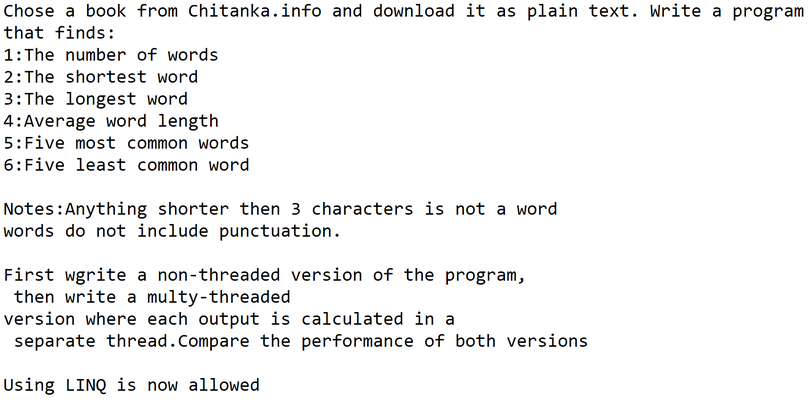 Chose a book from Chitanka.info and download it as plain text. Write a program
that finds:
1:The number of words
2:The shortest word
3:The longest word
4:Average word length
5:Five most common words
6:Five least common word
Notes:Anything shorter then 3 characters is not a word
words do not include punctuation.
First wgrite a non-threaded version of the program,
then write a multy-threaded
version where each output is calculated in a
separate thread.Compare the performance of both versions
Using LINQ is now allowed